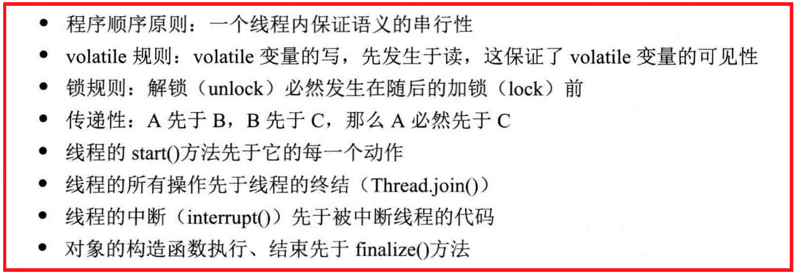 • 程序顺序原则：一个线程内保证语义的串行性
• volatile 规则：volatile 变量的写，先发生于读，这保证了 volatile 变量的可见性
• 锁规则：解锁（unlock）必然发生在随后的加锁（lock）前
• 传递性：A 先于 B，B 先于 C，那么 A 必然先于 C
• 线程的 start()方法先于它的每一个动作
• 线程的所有操作先于线程的终结（Thread.join()）
• 线程的中断（interrupt()）先于被中断线程的代码
• 对象的构造函数执行、结束先于 finalize()方法